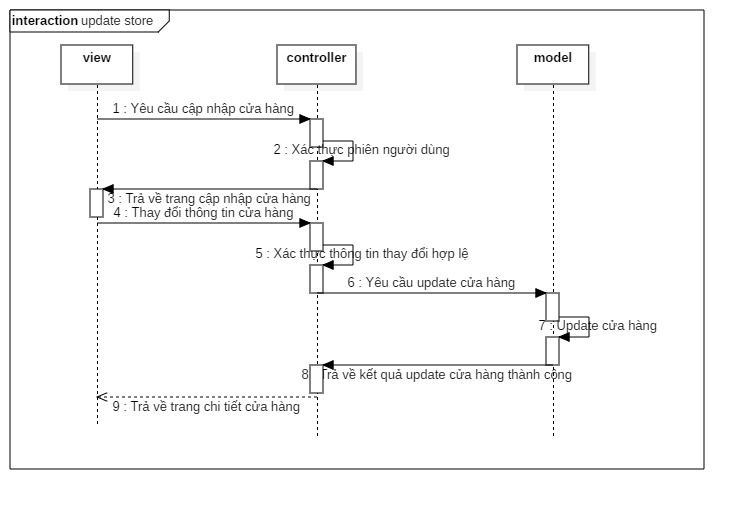 interaction update store
view
controller
model
1 : Yêu cầu cập nhập cửa hàng
2 : Xác thực phiên người dùng
3 : Trả về trang cập nhập cửa hàng
4 : Thay đổi thông tin cửa hàng
5 : Xác thực thông tin thay đổi hợp lệ
6 : Yêu cầu update cửa hàng
7 : Update cửa hàng
8 : Trả về kết quả update cửa hàng thành công
9 : Trả về trang chi tiết cửa hàng